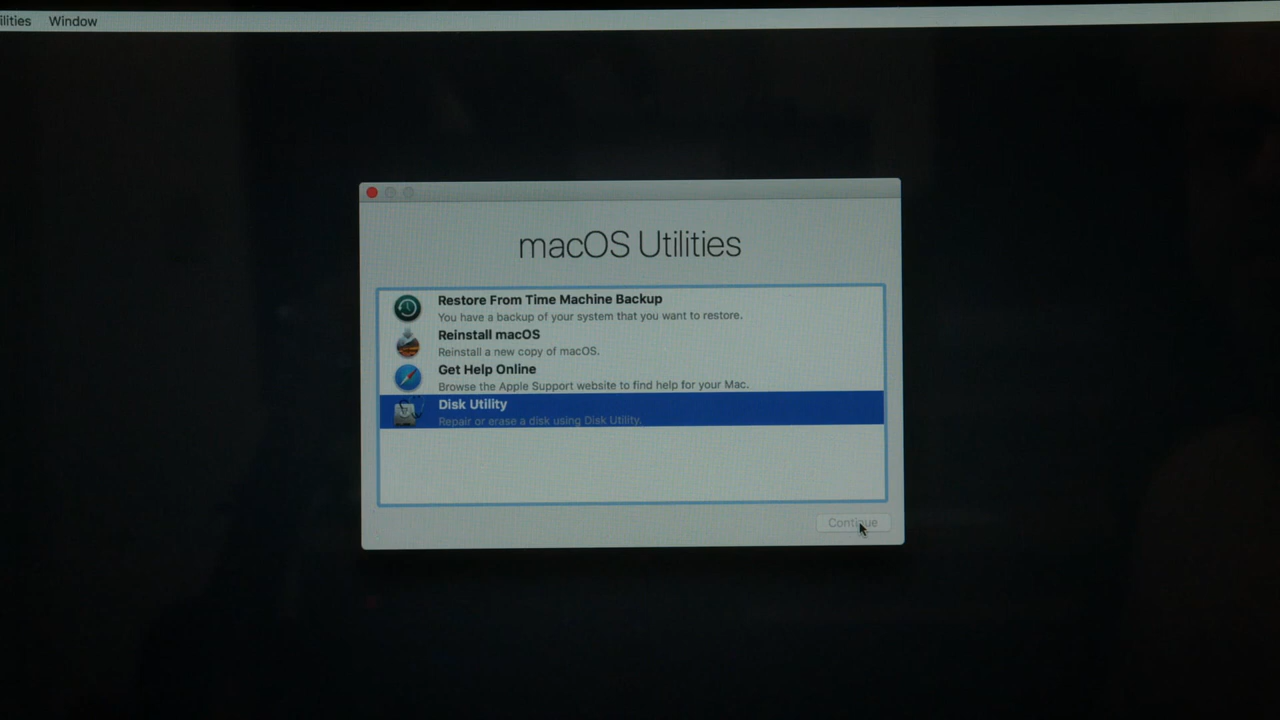 ilities Window
macOS Utilities
Restore From Time Machine Backup
You have a backup of your system that you want to restore.
Reinstall macOS
Reinstall a new copy of macOS.
Get Help Online
Browse the Apple Support website to find help for your Mac.
Disk Utility
Repair or erase a disk using Disk Utility.
Continue